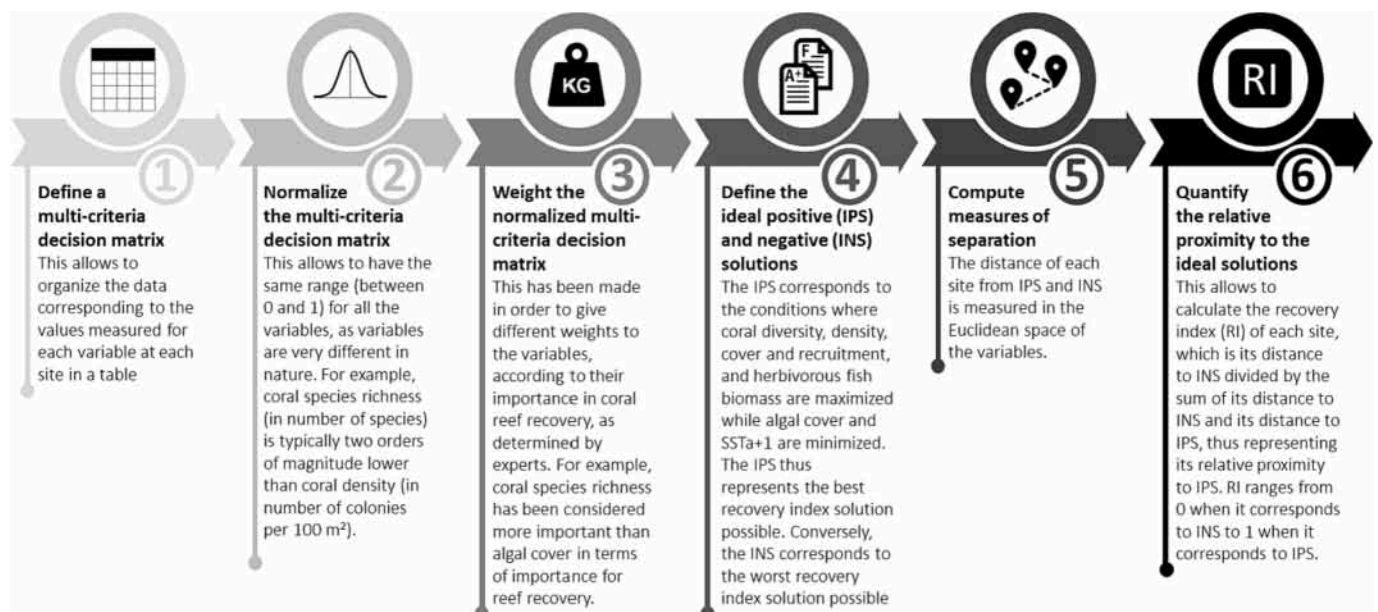 1
Define a
multi-criteria
decision matrix
This allows to
organize the data
corresponding to the
values measured for
each variable at each
site in a table
2
Normalize
the multi-criteria
decision matrix
This allows to have the
same range (between
0 and 1) for all the
variables, as variables
are very different in
nature. For example,
coral species richness
(in number of species)
is typically two orders
of magnitude lower
than coral density (in
number of colonies
per 100 m²).
KG
3
Weight the
normalized multi-
criteria decision
matrix
This has been made
in order to give
different weights to
the variables,
according to their
importance in coral
reef recovery, as
determined by
experts. For example,
coral species richness
has been considered
more important than
algal cover in terms
of importance for
reef recovery.
F
A+
4
Define the
ideal positive (IPS)
and negative (INS)
solutions
The IPS corresponds to
the conditions where
coral diversity, density,
cover and recruitment,
and herbivorous fish
biomass are maximized
while algal cover and
SSTa+1 are minimized.
The IPS thus
represents the best
recovery index solution
possible. Conversely,
the INS corresponds to
the worst recovery
index solution possible
5
Compute
measures of
separation
The distance of each
site from IPS and INS
is measured in the
Euclidean space of
the variables.
RI
6
Quantify
the relative
proximity to the
ideal solutions
This allows to
calculate the recovery
index (RI) of each site,
which is its distance
to INS divided by the
sum of its distance to
INS and its distance to
IPS, thus representing
its relative proximity
to IPS. RI ranges from
0 when it corresponds
to INS to 1 when it
corresponds to IPS.